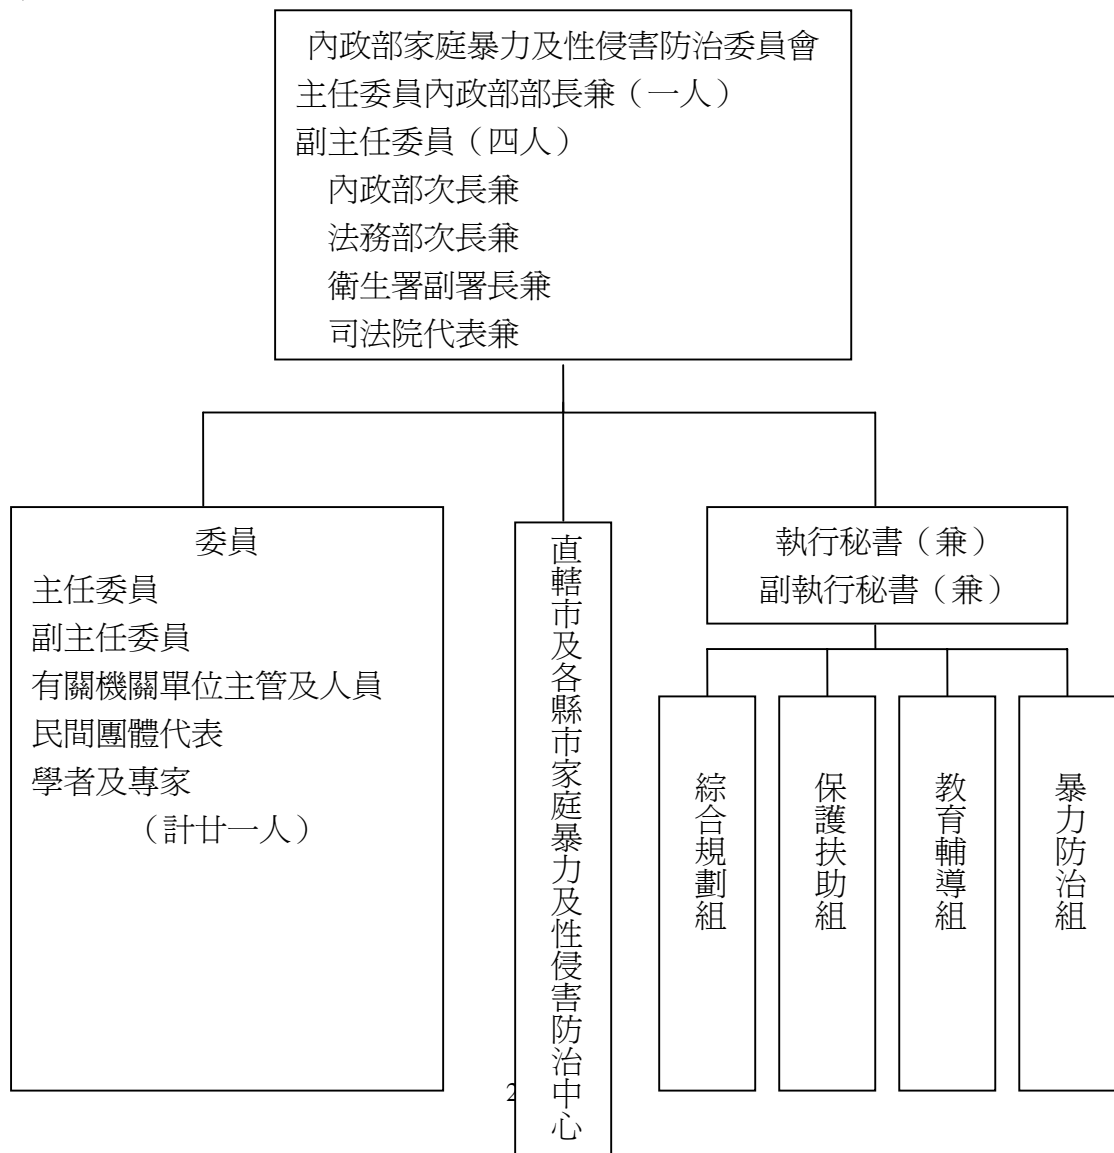 內政部家庭暴力及性侵害防治委員會
主任委員內政部部長兼（一人）
副主任委員（四人）
內政部次長兼
法務部次長兼
衛生署副署長兼
司法院代表兼
委員
主任委員
副主任委員
有關機關單位主管及人員
民間團體代表
學者及專家
（計廿一人）
直轄市及各縣市家庭暴力及性侵害防治中心
執行秘書（兼）
副執行秘書（兼）
綜合規劃組
保護扶助組
教育輔導組
暴力防治組
2